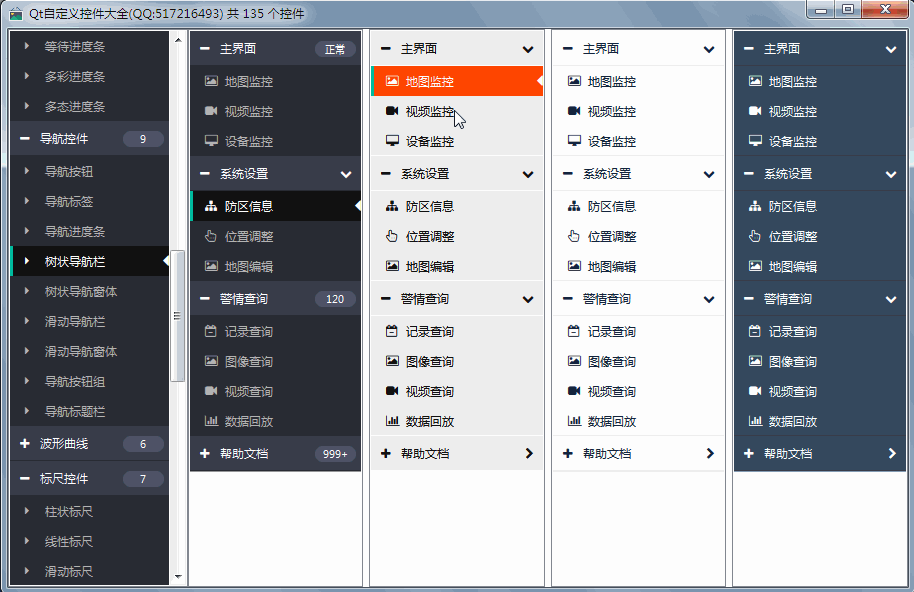 Qt自定义控件大全(QQ:517216493) 共 135 个控件
等待进度条
多彩进度条
多态进度条
导航控件 9
导航按钮
导航标签
导航进度条
树状导航栏
树状导航窗体
滑动导航栏
滑动导航窗体
导航按钮组
导航标题栏
波形曲线 6
标尺控件 7
柱状标尺
线性标尺
滑动标尺
主界面 正常
地图监控
视频监控
设备监控
系统设置
防区信息
位置调整
地图编辑
警情查询 120
记录查询
图像查询
视频查询
数据回放
帮助文档 999+
主界面
地图监控
视频监控
设备监控
系统设置
防区信息
位置调整
地图编辑
警情查询
记录查询
图像查询
视频查询
数据回放
帮助文档
主界面
地图监控
视频监控
设备监控
系统设置
防区信息
位置调整
地图编辑
警情查询
记录查询
图像查询
视频查询
数据回放
帮助文档
主界面
地图监控
视频监控
设备监控
系统设置
防区信息
位置调整
地图编辑
警情查询
记录查询
图像查询
视频查询
数据回放
帮助文档